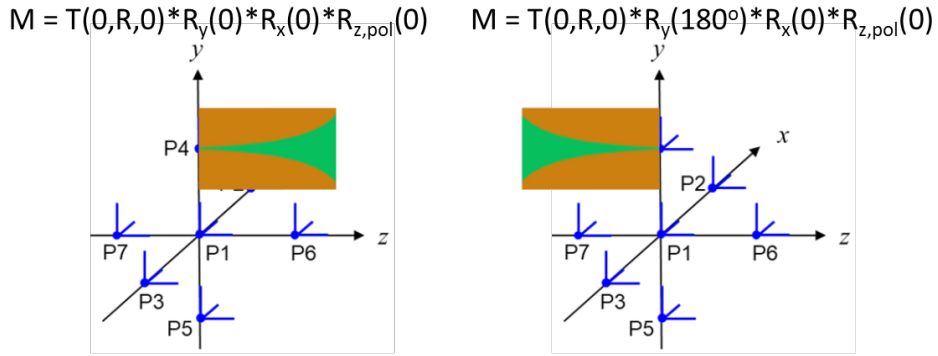 M = T(0,R,0)*Ry(0)*Rx(0)*Rz,pol(0)
M = T(0,R,0)*Ry(180º)*Rx(0)*Rz,pol(0)
y
P4
z
P7
P1
P6
P3
P5
y
x
P2
z
P7
P1
P6
P3
P5